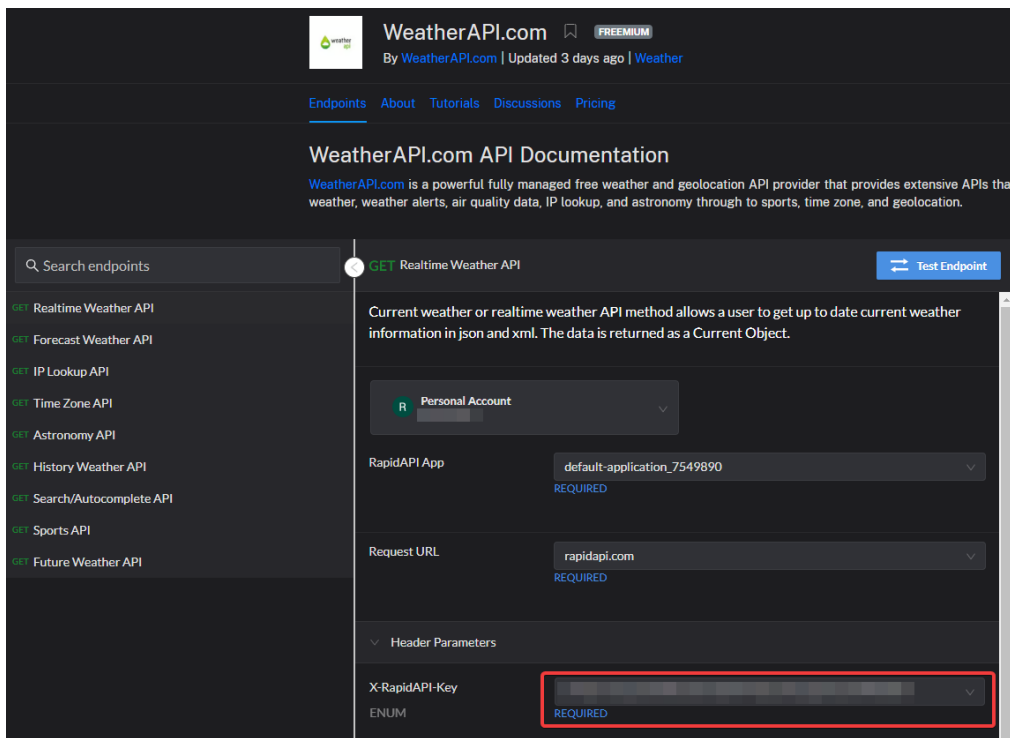 weather
api
WeatherAPI.com FREEMIUM
By WeatherAPI.com | Updated 3 days ago | Weather
Endpoints About Tutorials Discussions Pricing
WeatherAPI.com API Documentation
WeatherAPI.com is a powerful fully managed free weather and geolocation API provider that provides extensive APIs tha
weather, weather alerts, air quality data, IP lookup, and astronomy through to sports, time zone, and geolocation.
Search endpoints
GET Realtime Weather API
GET Forecast Weather API
GET IP Lookup API
GET Time Zone API
GET Astronomy API
GET History Weather API
GET Search/Autocomplete API
GET Sports API
GET Future Weather API
GET Realtime Weather API
Test Endpoint
Current weather or realtime weather API method allows a user to get up to date current weather
information in json and xml. The data is returned as a Current Object.
R Personal Account
RapidAPI App
default-application_7549890
REQUIRED
Request URL
rapidapi.com
REQUIRED
Header Parameters
X-RapidAPI-Key
ENUM
REQUIRED